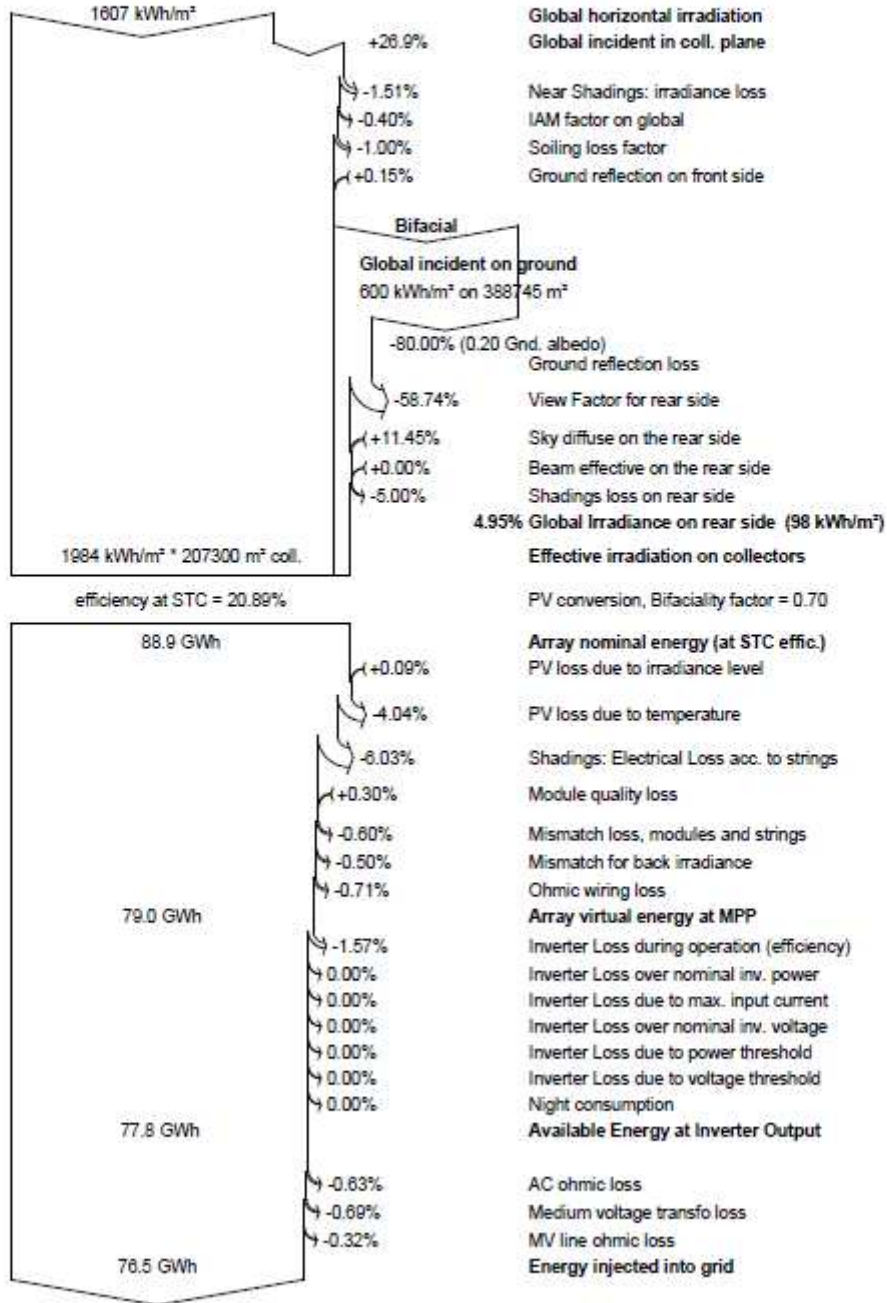 1607 kWh/m² Global horizontal irradiation
+26.9% Global incident in coll. plane
-1.51% Near Shadings: irradiance loss
-0.40% IAM factor on global
-1.00% Soiling loss factor
+0.15% Ground reflection on front side
Bifacial
Global incident on ground
600 kWh/m² on 388745 m²
-80.00% (0.20 Gnd. albedo)
Ground reflection loss
-58.74% View Factor for rear side
+11.45% Sky diffuse on the rear side
+0.00% Beam effective on the rear side
-5.00% Shadings loss on rear side
4.95% Global Irradiance on rear side (98 kWh/m²)
1984 kWh/m² * 207300 m² coll. Effective irradiation on collectors
efficiency at STC = 20.89% PV conversion, Bifaciality factor = 0.70
88.9 GWh Array nominal energy (at STC effic.)
+0.09% PV loss due to irradiance level
-4.04% PV loss due to temperature
-6.03% Shadings: Electrical Loss acc. to strings
+0.30% Module quality loss
-0.60% Mismatch loss, modules and strings
-0.50% Mismatch for back irradiance
-0.71% Ohmic wiring loss
79.0 GWh Array virtual energy at MPP
-1.57% Inverter Loss during operation (efficiency)
0.00% Inverter Loss over nominal inv. power
0.00% Inverter Loss due to max. input current
0.00% Inverter Loss over nominal inv. voltage
0.00% Inverter Loss due to power threshold
0.00% Inverter Loss due to voltage threshold
0.00% Night consumption
77.8 GWh Available Energy at Inverter Output
-0.63% AC ohmic loss
-0.69% Medium voltage transfo loss
-0.32% MV line ohmic loss
76.5 GWh Energy injected into grid